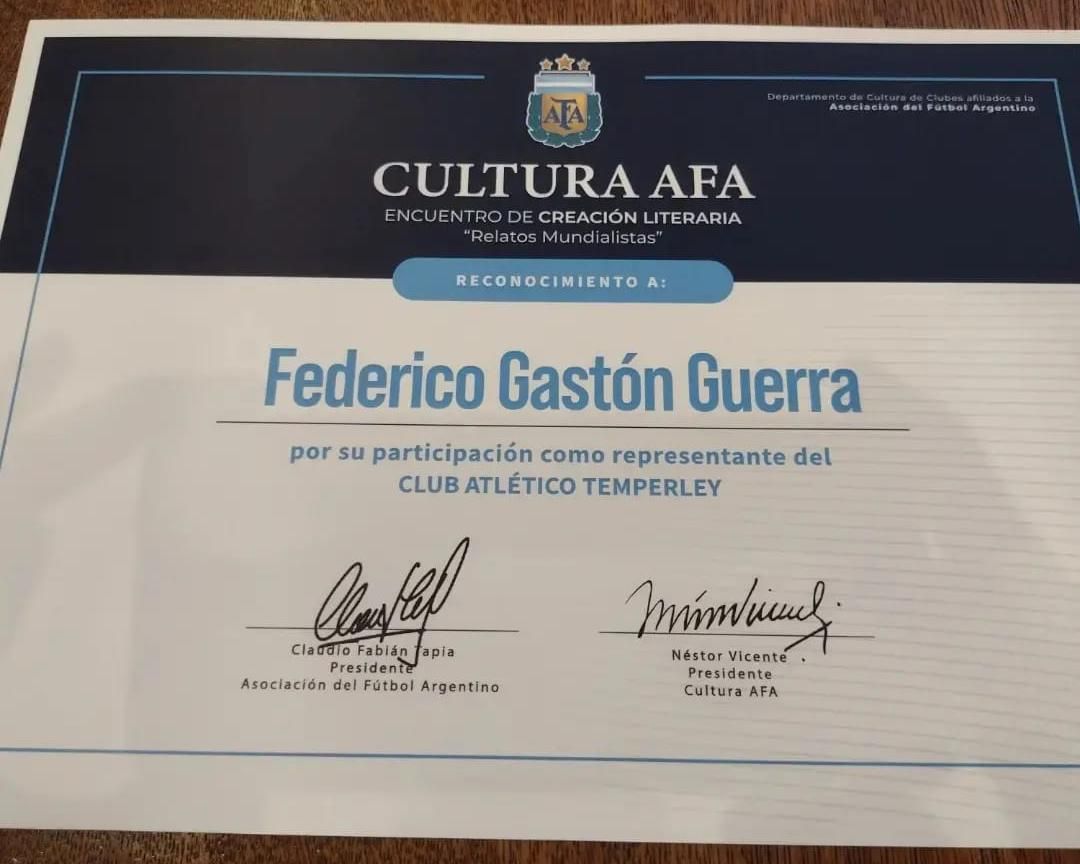 Departamento de Cultura de Clubes afiliados a la
Asociación del Fútbol Argentino
AFA
CULTURA AFA
ENCUENTRO DE CREACIÓN LITERARIA
“Relatos Mundialistas”
RECONOCIMIENTO A:
Federico Gastón Guerra
por su participación como representante del
CLUB ATLÉTICO TEMPERLEY
Claudio Fabián Tapia
Presidente
Asociación del Fútbol Argentino
Néstor Vicente
Presidente
Cultura AFA